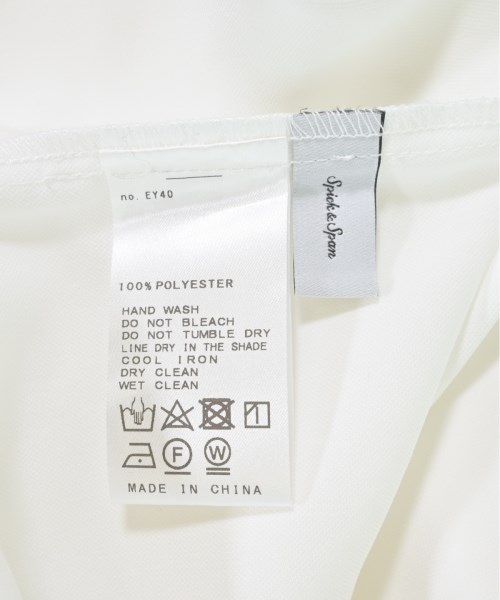 no. EY40
Spick&Span
100% POLYESTER
HAND WASH
DO NOT BLEACH
DO NOT TUMBLE DRY
LINE DRY IN THE SHADE
COOL IRON
DRY CLEAN
WET CLEAN
F W
MADE IN CHINA